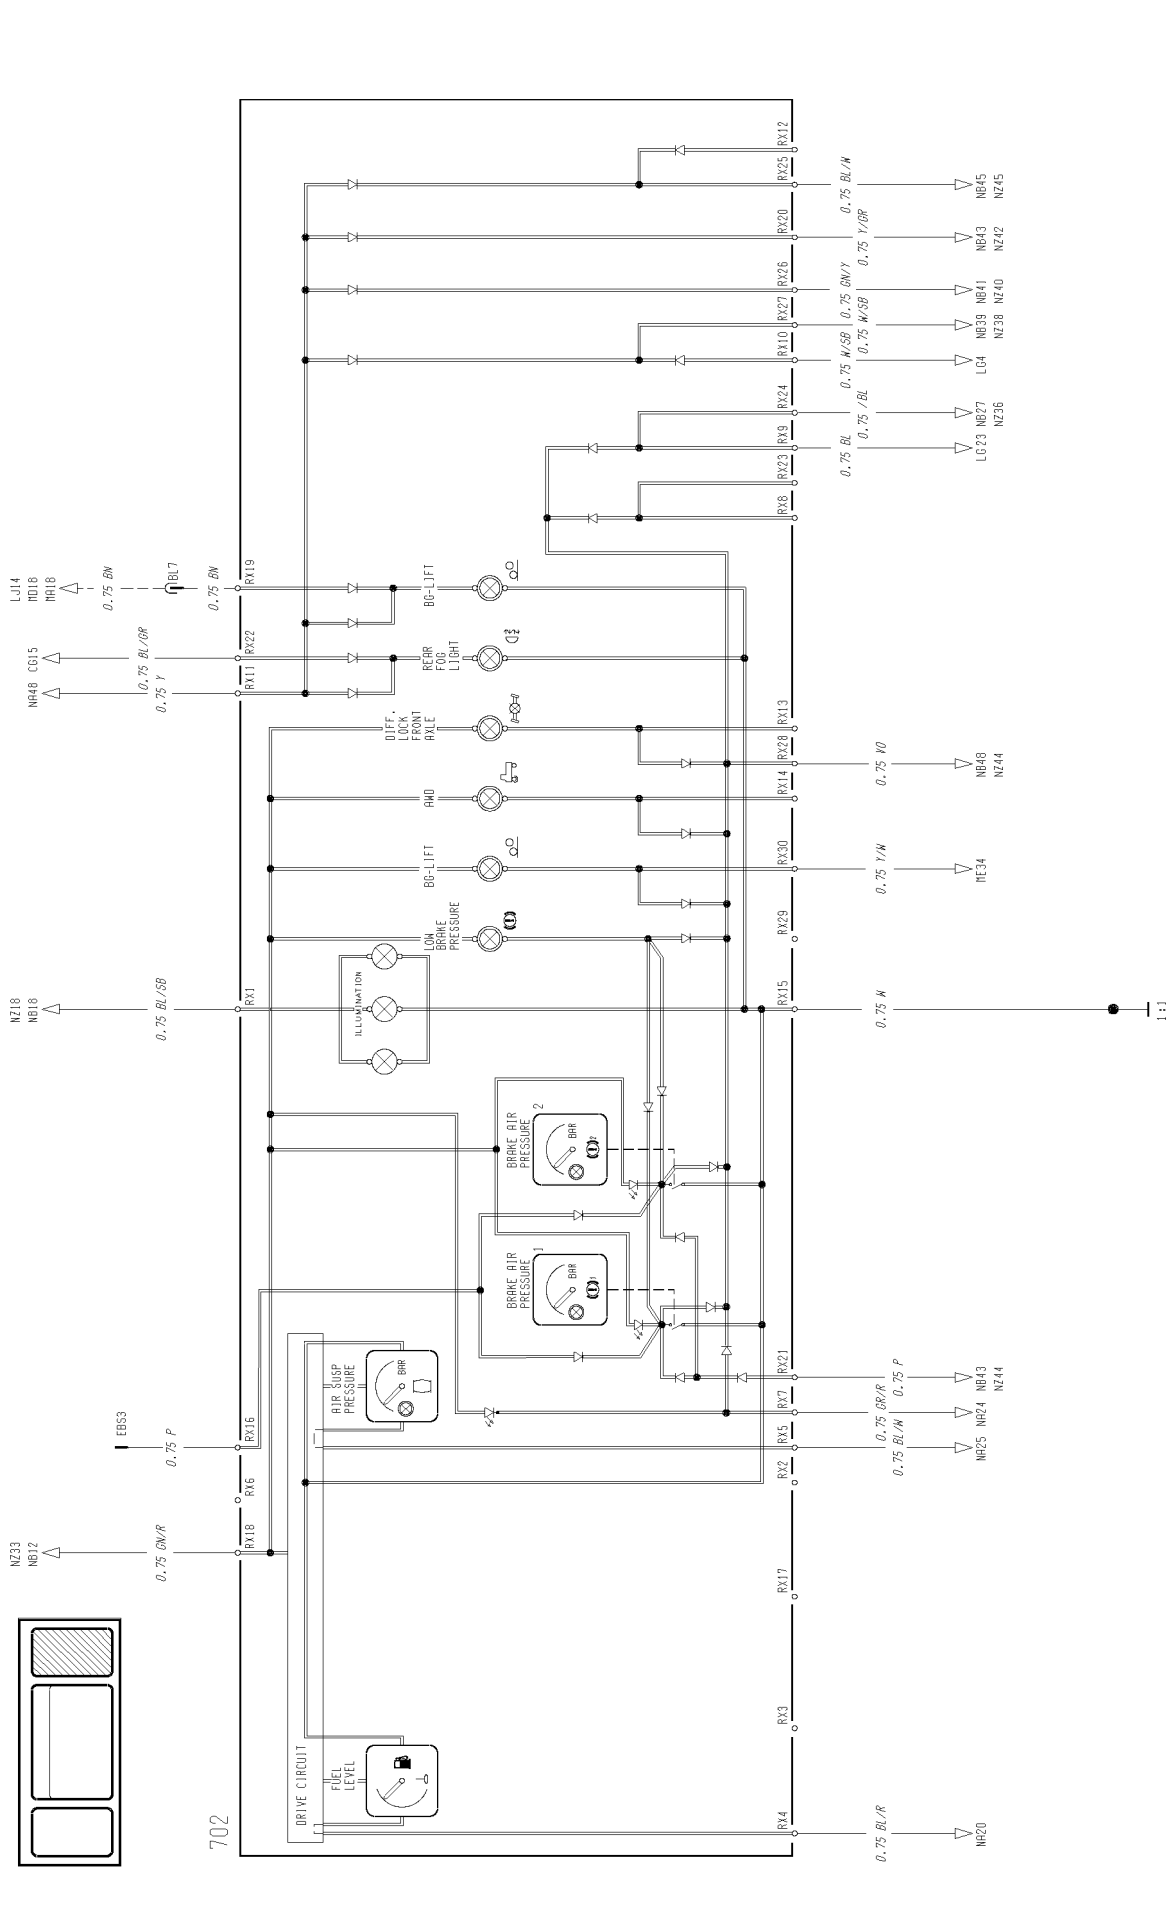 702
NZ33
NB12
0.75 GN/R
RX18
RX6
EBS3
0.75 P
RX16
NZ18
NB18
0.75 BL/SB
RX1
NA48
0.75 Y
RX11
CG15
0.75 BL/GR
RX22
LJ14
MD18
MA18
0.75 BN
BL7
0.75 BN
RX19
DRIVE CIRCUIT
FUEL
LEVEL
AIR SUSP
PRESSURE
BAR
BRAKE AIR
PRESSURE 1
BAR
1
BRAKE AIR
PRESSURE 2
BAR
2
ILLUMINATION
LOW
BRAKE
PRESSURE
BG-LIFT
AWD
DIFF.
LOCK
FRONT
AXLE
REAR
FOG
LIGHT
BG-LIFT
RX4
RX3
RX17
RX2
RX5
RX7
RX21
RX15
RX29
RX30
RX14
RX28
RX13
RX8
RX23
RX9
RX24
RX10
RX27
RX26
RX20
RX25
RX12
0.75 BL/R
NA20
0.75 BL/W
NA25
0.75 GR/R
NA24
0.75 P
NB43
NZ44
0.75 W
1:1
0.75 Y/W
ME34
0.75 VO
NB48
NZ44
0.75 BL
LG23
0.75 /BL
NB27
NZ36
0.75 W/SB
LG4
0.75 W/SB
NB39
NZ38
0.75 GN/Y
NB41
NZ40
0.75 Y/GR
NB43
NZ42
0.75 BL/W
NB45
NZ45